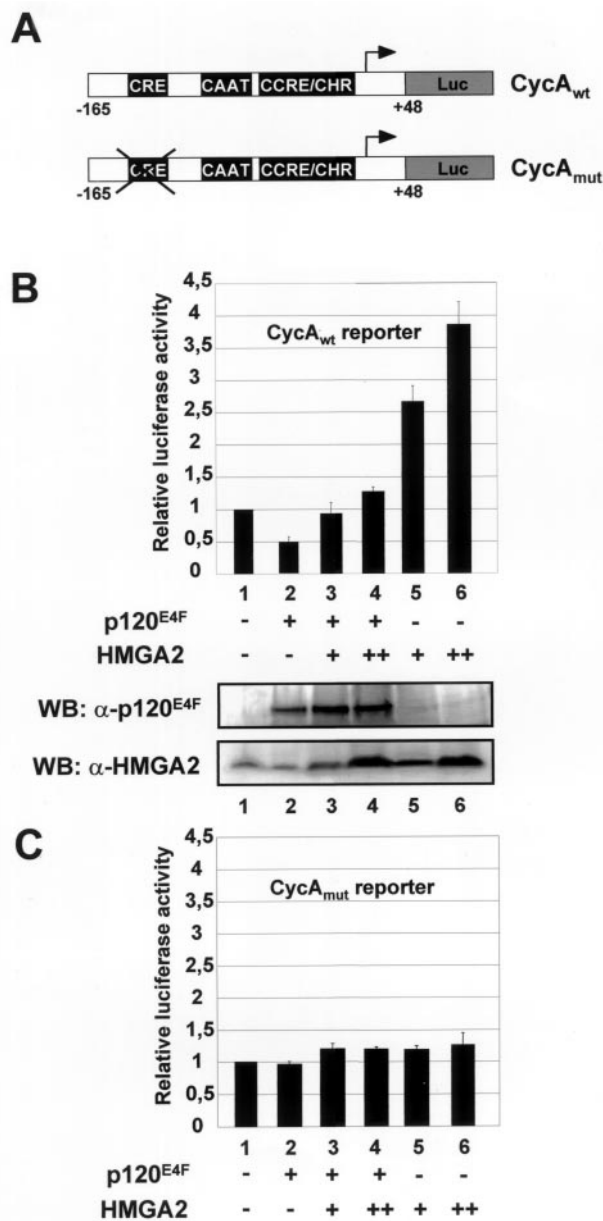 A
CRE CAAT CCRE/CHR Luc CycAwt
-165 +48
CRE CAAT CCRE/CHR Luc CycAmut
-165 +48
B
Relative luciferase activity
4,5
4
3,5
3
2,5
2
1,5
1
0,5
0
CycAwt reporter
1 2 3 4 5 6
p120E4F - + + + - -
HMGA2 - - + ++ + ++
WB: α-p120E4F
WB: α-HMGA2
1 2 3 4 5 6
C
Relative luciferase activity
4,5
4
3,5
3
2,5
2
1,5
1
0,5
0
CycAmut reporter
1 2 3 4 5 6
p120E4F - + + + - -
HMGA2 - - + ++ + ++